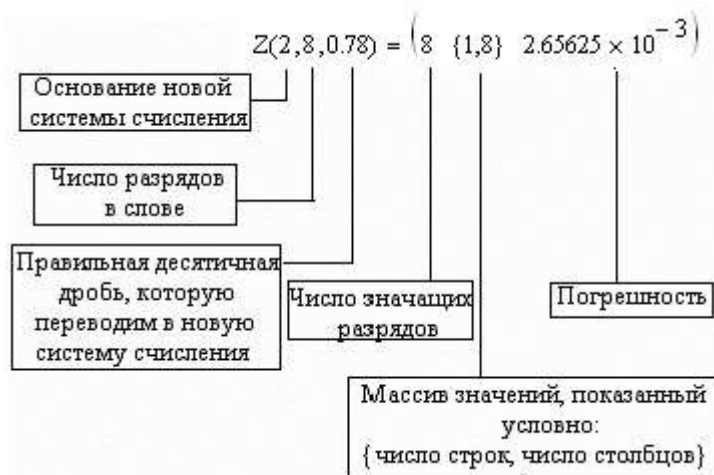 Z(2,8,0.78) = (8 {1,8} 2.65625 × 10⁻³)
Основание новой
системы счисления
Число разрядов
в слове
Правильная десятичная
дробь, которую
переводим в новую
систему счисления
Число значащих
разрядов
Погрешность
Массив значений, показанный
условно:
{число строк, число столбцов}